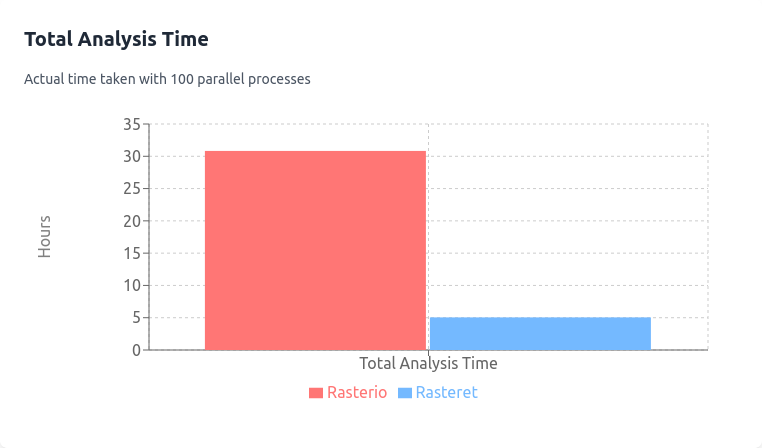 Total Analysis Time
Actual time taken with 100 parallel processes
35
30
25
20
15
10
5
0
Hours
Total Analysis Time
Rasterio Rasteret